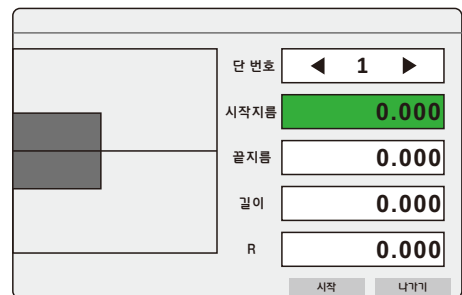 단 번호 ◀ 1 ▶
시작지름 0.000
끝지름 0.000
길이 0.000
R 0.000
시작 나가기